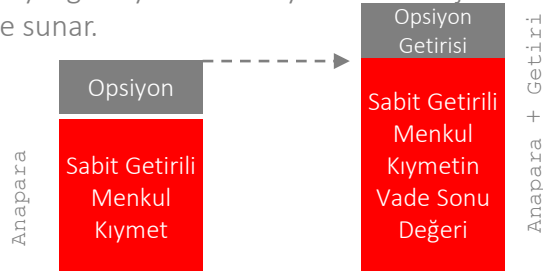 e sunar.
Opsiyon
Sabit Getirili
Menkul
Kıymet
Anapara
Opsiyon
Getirisi
Sabit Getirili
Menkul
Kıymetin
Vade Sonu
Değeri
Anapara + Getiri